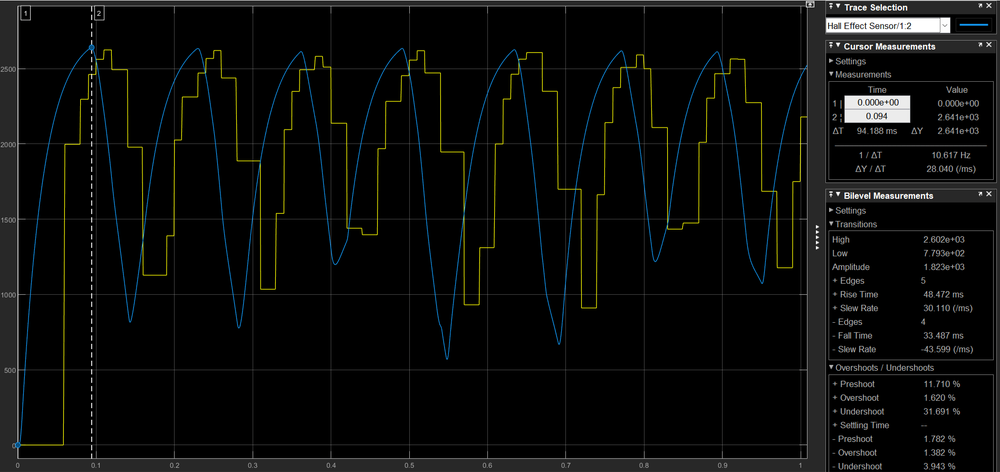 1
2
2500
2000
1500
1000
500
0
0
0.1
0.2
0.3
0.4
0.5
0.6
0.7
0.8
0.9
1
Trace Selection
Hall Effect Sensor/1:2
Cursor Measurements
Settings
Measurements
Time Value
1 | 0.000e+00 0.000e+00
2 ¦ 0.094 2.641e+03
ΔT 94.188 ms ΔY 2.641e+03
1 / ΔT 10.617 Hz
ΔY / ΔT 28.040 (/ms)
Bilevel Measurements
Settings
Transitions
High 2.602e+03
Low 7.793e+02
Amplitude 1.823e+03
+ Edges 5
+ Rise Time 48.472 ms
+ Slew Rate 30.110 (/ms)
- Edges 4
- Fall Time 33.487 ms
- Slew Rate -43.599 (/ms)
Overshoots / Undershoots
+ Preshoot 11.710 %
+ Overshoot 1.620 %
+ Undershoot 31.691 %
+ Settling Time --
- Preshoot 1.782 %
- Overshoot 1.382 %
- Undershoot 3.943 %